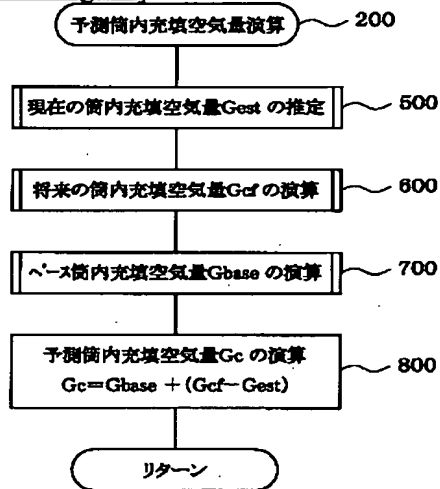 予測筒内充填空気量演算
200
現在の筒内充填空気量Gest の推定
500
将来の筒内充填空気量Gcf の演算
600
ベース筒内充填空気量Gbase の演算
700
予測筒内充填空気量Gc の演算
Gc=Gbase +(Gcf-Gest)
800
リターン